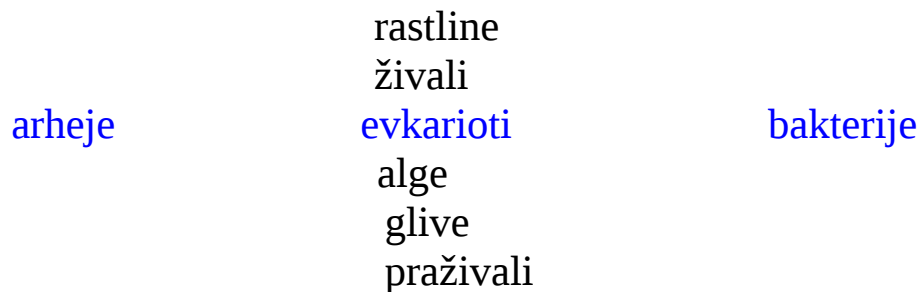 rastline
živali
arheje evkarioti bakterije
alge
glive
praživali